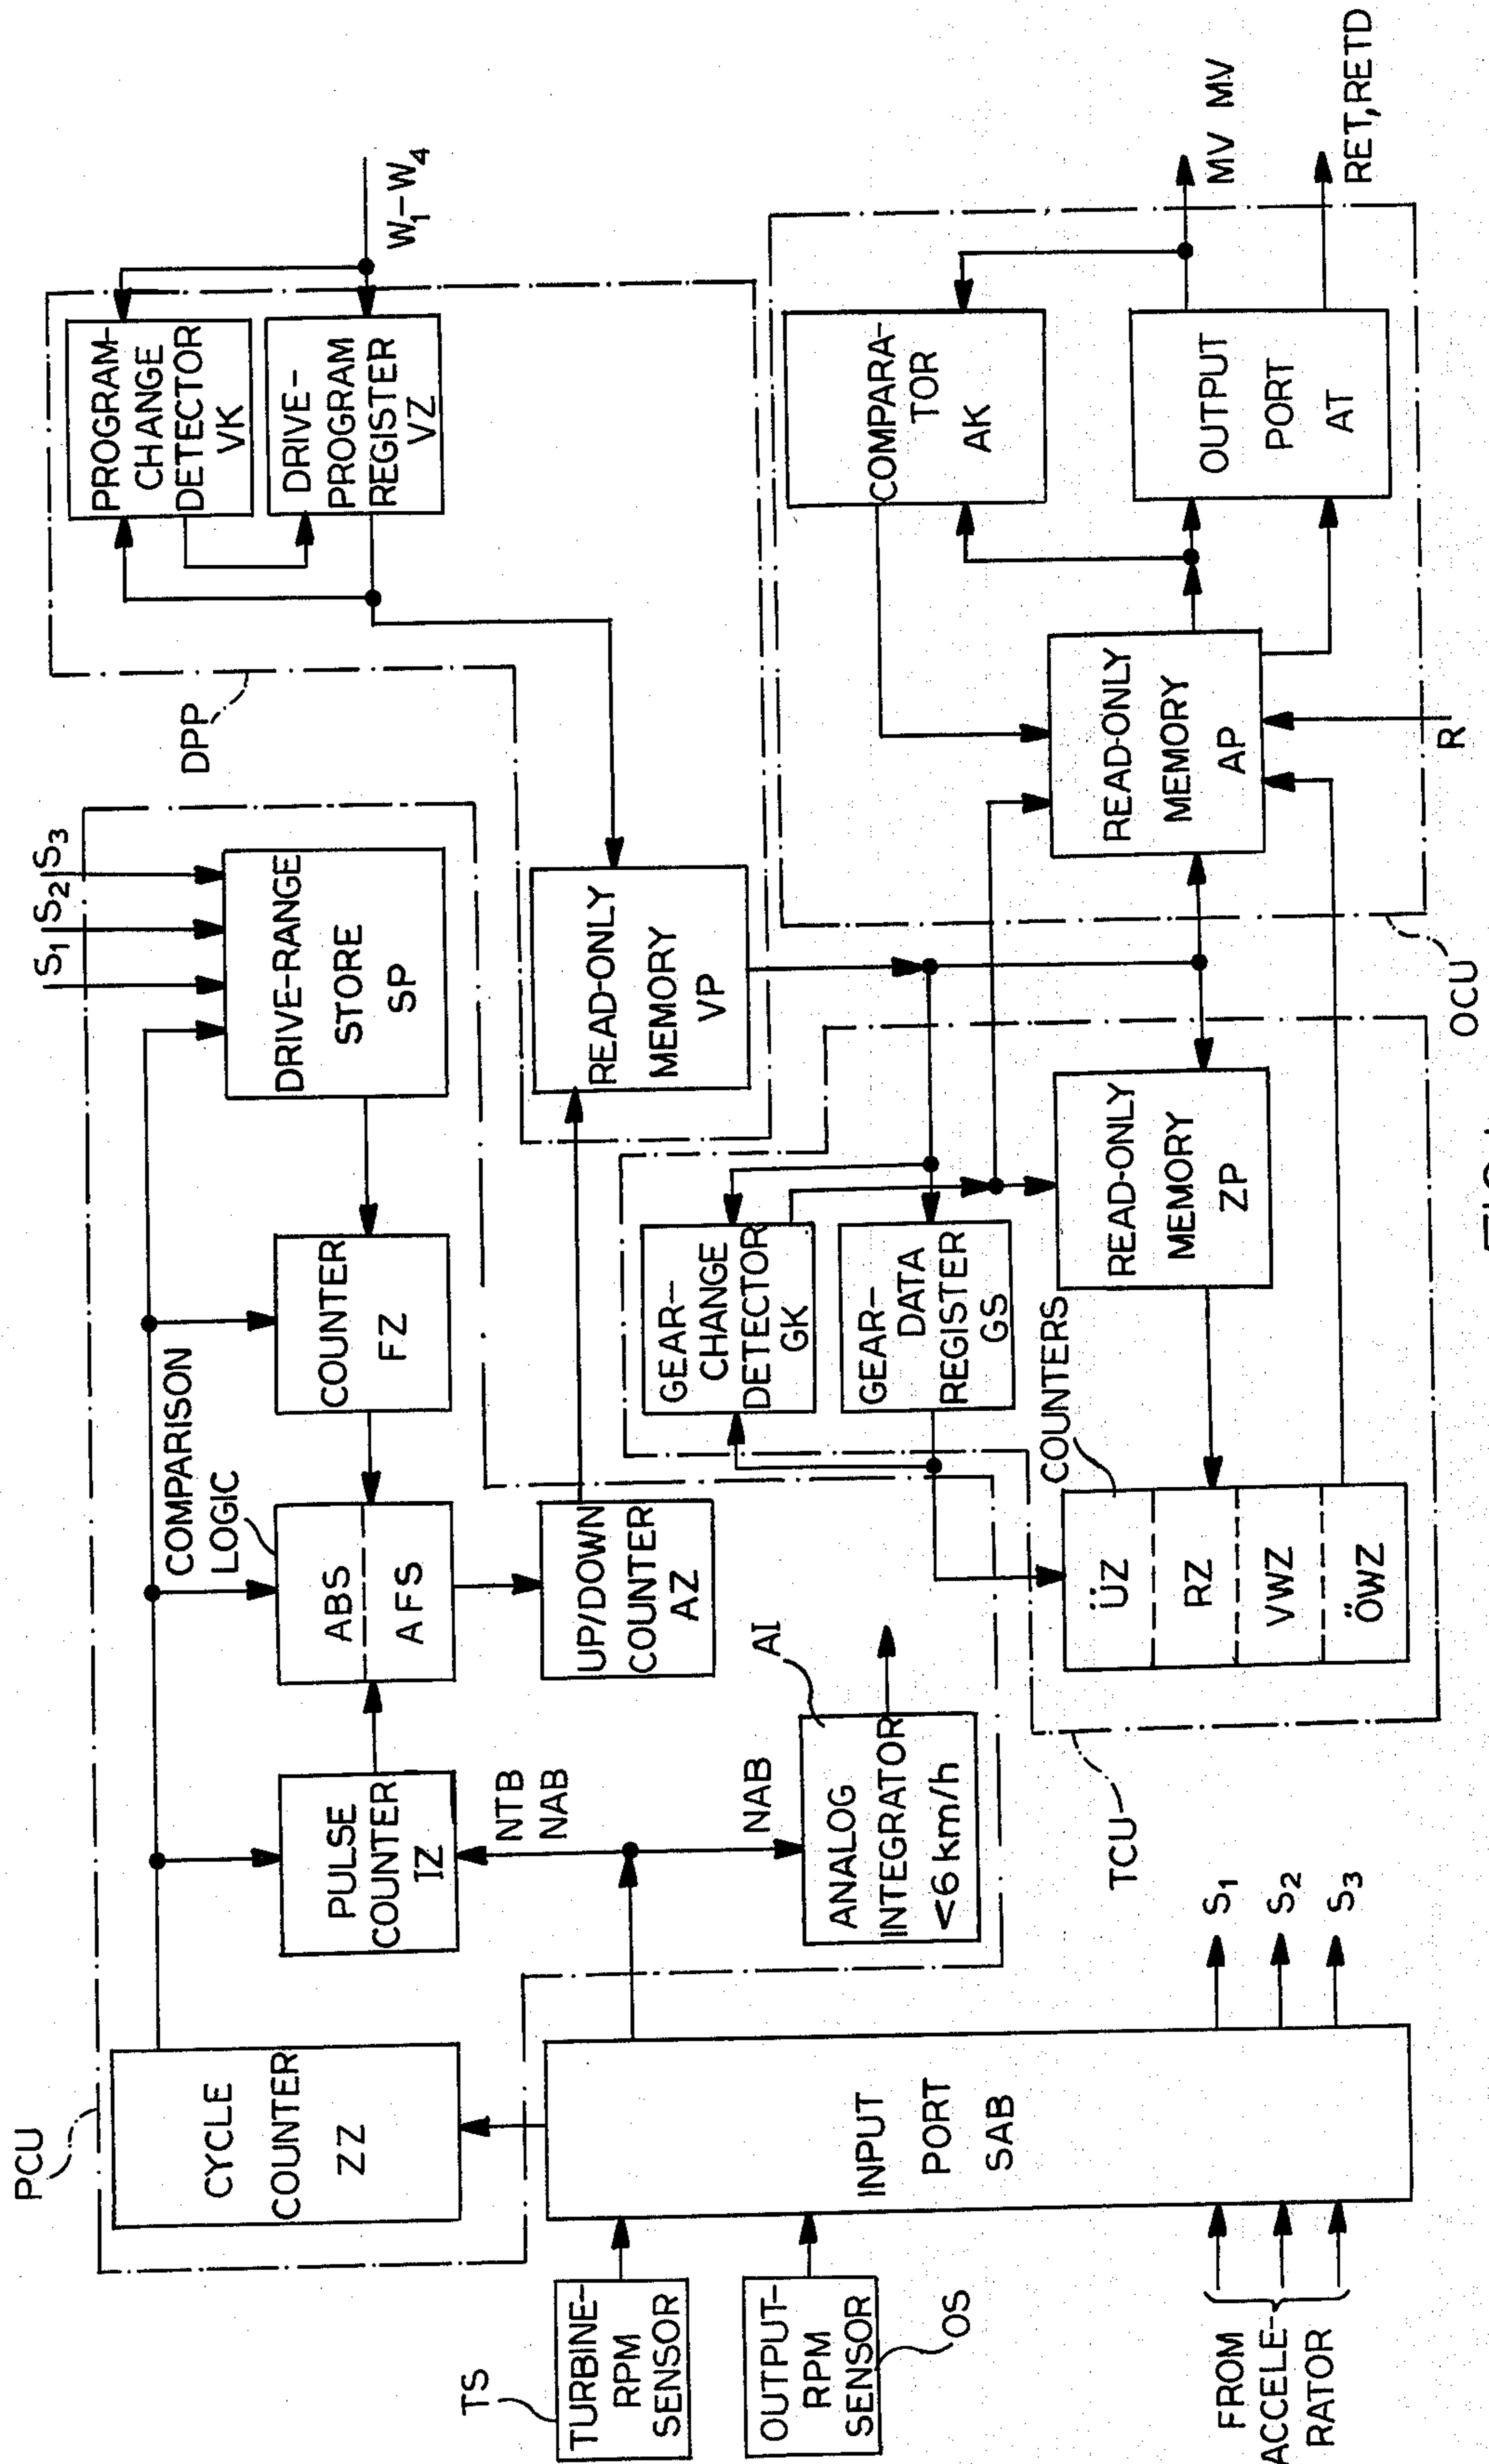 PCU
CYCLE
COUNTER
ZZ
PULSE
COUNTER
IZ
NTB
NAB
COMPARISON
LOGIC
ABS
AFS
COUNTER
FZ
DRIVE-RANGE
STORE
SP
S₁
S₂
S₃
UP/DOWN
COUNTER
AZ
READ-ONLY
MEMORY
VP
DPP
PROGRAM-
CHANGE
DETECTOR
VK
DRIVE-
PROGRAM
REGISTER
VZ
W₁-W₄
TS
TURBINE-
RPM
SENSOR
OUTPUT-
RPM
SENSOR
OS
FROM
ACCELE-
RATOR
INPUT
PORT
SAB
S₁
S₂
S₃
NAB
AI
ANALOG
INTEGRATOR
<6 km/h
TCU
GEAR-
CHANGE
DETECTOR
GK
GEAR-
DATA
REGISTER
GS
COUNTERS
ÜZ
RZ
VWZ
ÖWZ
READ-ONLY
MEMORY
ZP
OCU
READ-ONLY
MEMORY
AP
R
COMPARA-
TOR
AK
OUTPUT
PORT
AT
MV MV
RET,RETD